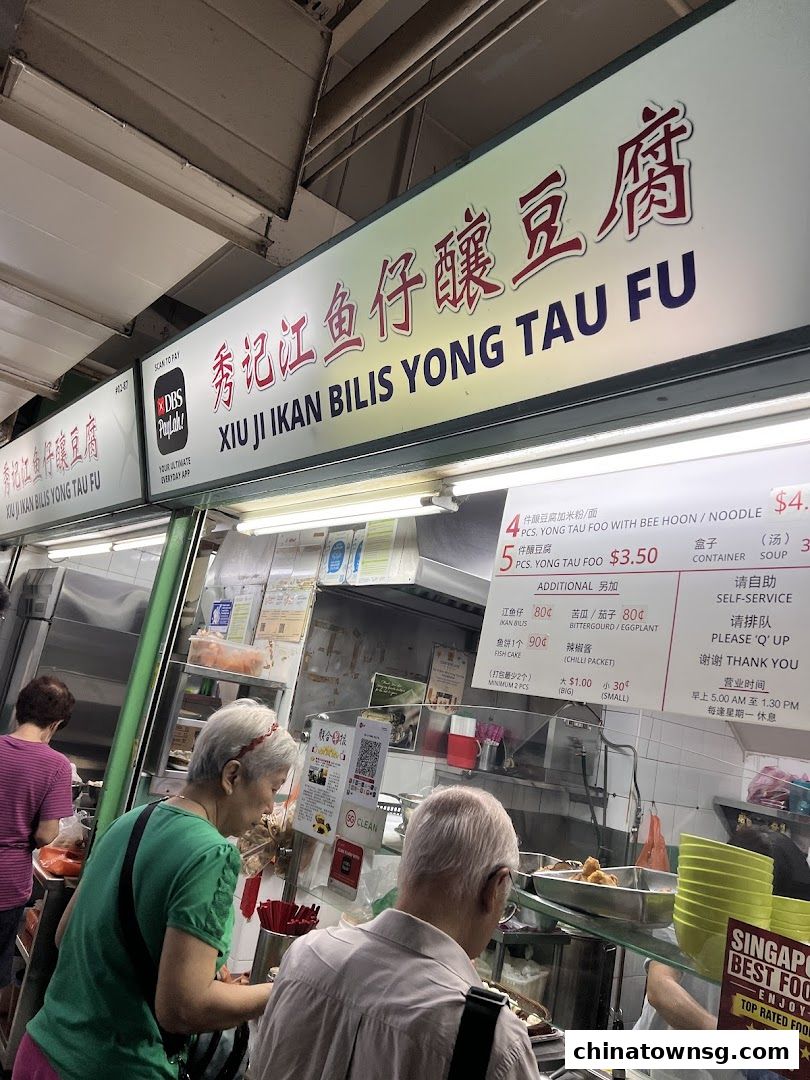 秀记江鱼仔釀豆腐
XIU JI IKAN BILIS YONG TAU FU
SCAN TO PAY
DBS
PayLah!
YOUR ULTIMATE
EVERYDAY APP
#02-87
秀记江鱼仔釀豆腐
XIU JI IKAN BILIS YONG TAU FU
4 件酿豆腐加米粉/面
PCS. YONG TAU FOO WITH BEE HOON / NOODLE $4.
5 件酿豆腐
PCS. YONG TAU FOO $3.50
盒子
CONTAINER
(汤)
SOUP 3
ADDITIONAL 另加
江鱼仔
IKAN BILIS 80¢
苦瓜 / 茄子
BITTERGOURD / EGGPLANT 80¢
鱼饼1个
FISH CAKE 90¢
辣椒酱
(CHILLI PACKET)
(打包最少2个)
MINIMUM 2 PCS
大 $1.00
(BIG)
小 30¢
(SMALL)
请自助
SELF-SERVICE
请排队
PLEASE 'Q' UP
谢谢 THANK YOU
营业时间
早上 5.00 AM 至 1.30 PM
每逢星期一 休息
SG
CLEAN
SINGAPO
BEST FOO
ENJOY
TOP RATED FOO
chinatownsg.com